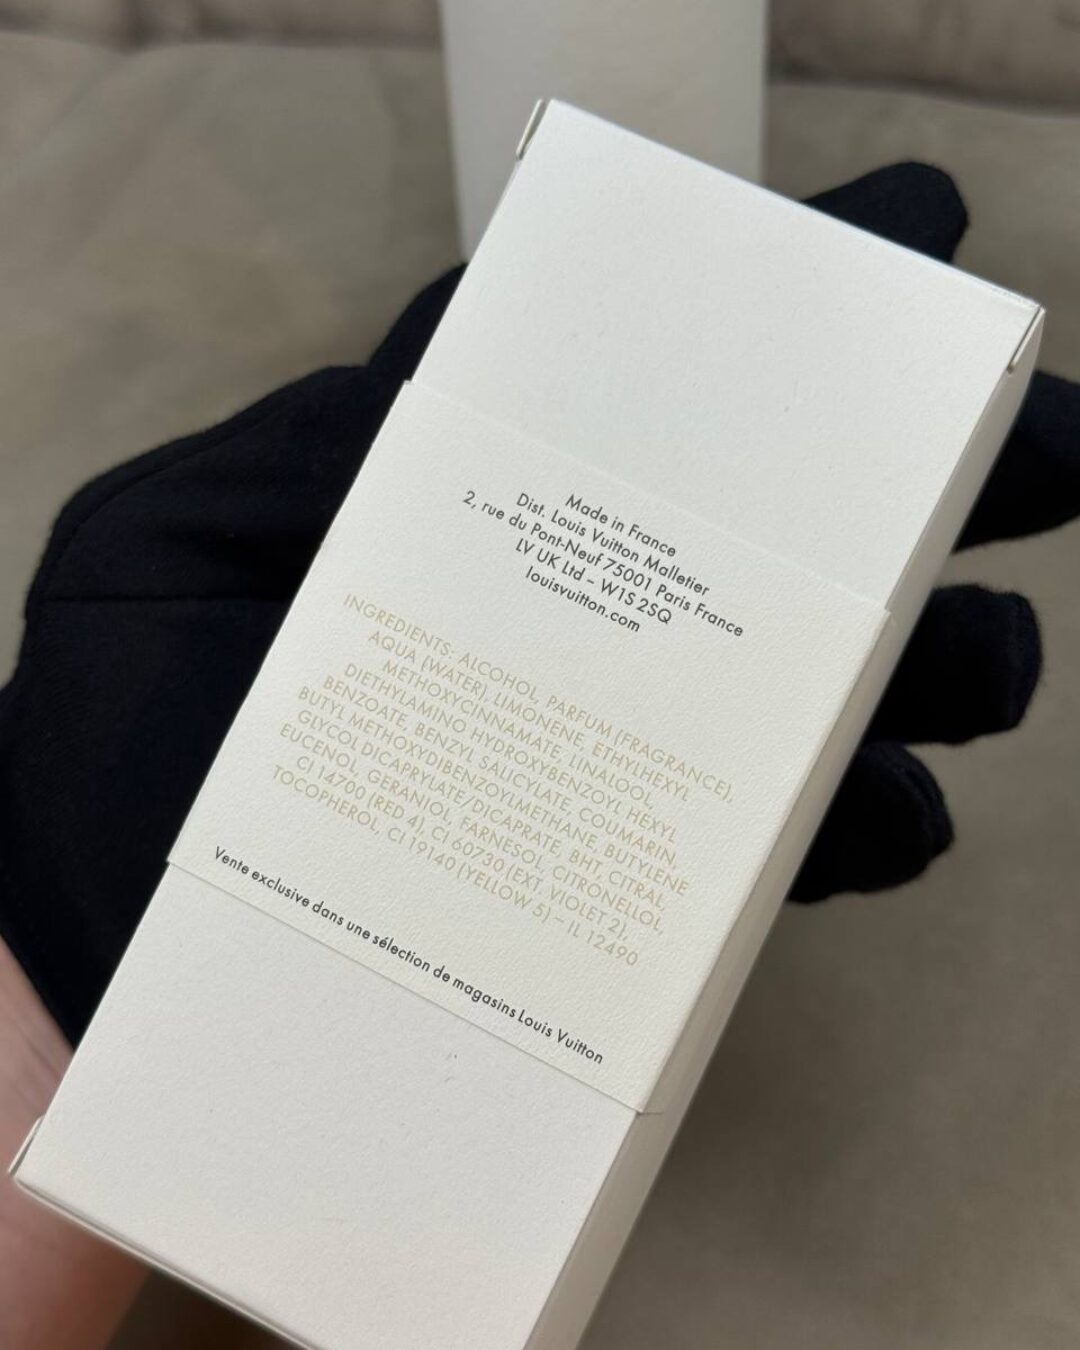 Made in France
Dist. Louis Vuitton Malletier
2, rue du Pont-Neuf 75001 Paris France
LV UK Ltd – W1S 2SQ
louisvuitton.com
INGREDIENTS: ALCOHOL, PARFUM (FRAGRANCE),
AQUA (WATER), LIMONENE, ETHYLHEXYL
METHOXYCINNAMATE, LINALOOL,
DIETHYLAMINO HYDROXYBENZOYL HEXYL
BENZOATE, BENZYL SALICYLATE, COUMARIN,
BUTYL METHOXYDIBENZOYLMETHANE, BUTYLENE
GLYCOL DICAPRYLATE/DICAPRATE, BHT, CITRAL,
EUCENOL, GERANIOL, FARNESOL, CITRONELLOL,
CI 14700 (RED 4), CI 60730 (EXT. VIOLET 2),
TOCOPHEROL, CI 19140 (YELLOW 5) – IL 12490
Vente exclusive dans une sélection de magasins Louis Vuitton